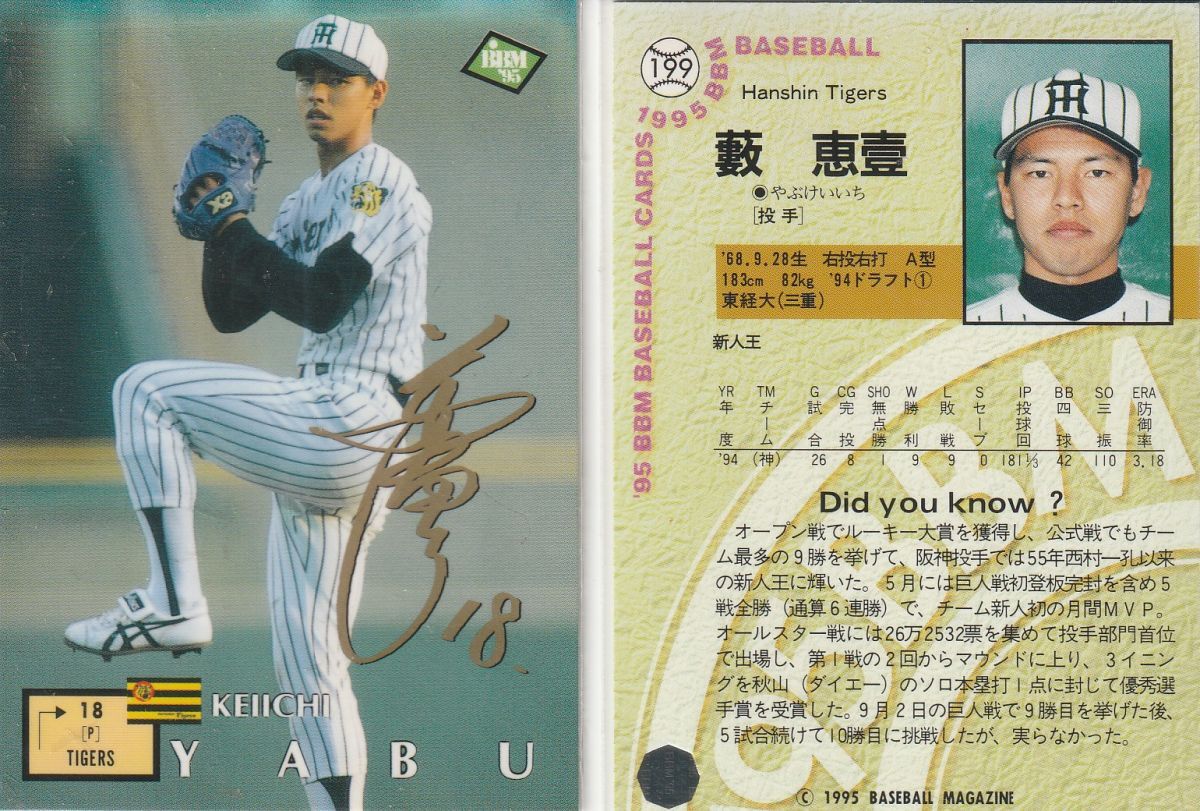 BBM
'95
X2
18
[P]
TIGERS
KEIICHI
YABU
18
199
1995 BBM BASEBALL
'95 BBM BASEBALL CARDS
Hanshin Tigers
藪 恵壹
●やぶけいいち
[投手]
'68.9.28生 右投右打 A型
183cm 82kg '94ドラフト①
東経大(三重)
新人王
YR TM G CG SHO W L S IP BB SO ERA
年度 チーム 試合 完投 無点勝 勝利 敗戦 セーブ 投球回 四球 三振 防御率
'94 (神) 26 8 1 9 9 0 181⅓ 42 110 3.18
Did you know ?
オープン戦でルーキー大賞を獲得し、公式戦でもチー
ム最多の9勝を挙げて、阪神投手では55年西村一孔以来
の新人王に輝いた。5月には巨人戦初登板完封を含め5
戦全勝（通算6連勝）で、チーム新人初の月間MVP。
オールスター戦には26万2532票を集めて投手部門首位
で出場し、第1戦の2回からマウンドに上り、3イニン
グを秋山（ダイエー）のソロ本塁打1点に封じて優秀選
手賞を受賞した。9月2日の巨人戦で9勝目を挙げた後、
5試合続けて10勝目に挑戦したが、実らなかった。
© 1995 BASEBALL MAGAZINE